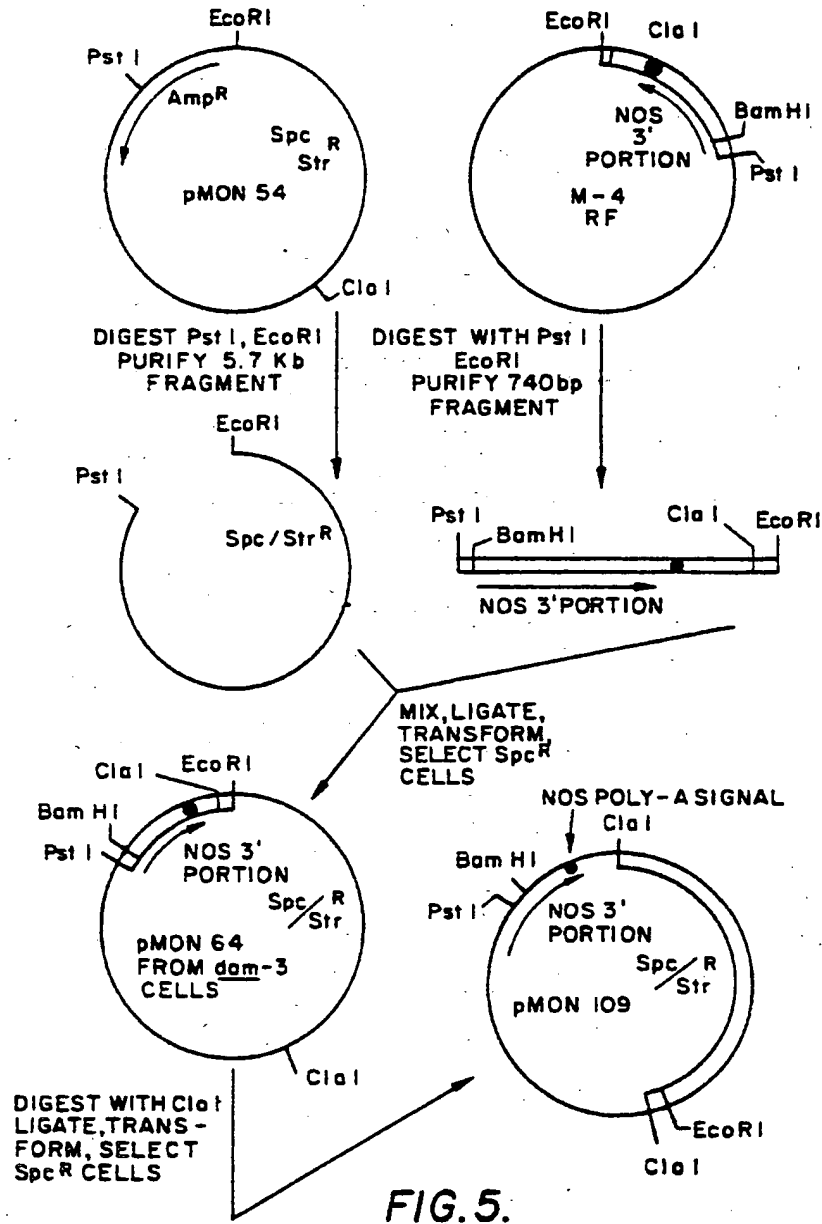 EcoRI
Pst I
Amp R
Spc R
Str
pMON 54
Cla I
EcoRI
Cla I
NOS
3'
PORTION
BamHI
Pst I
M-4
RF
DIGEST Pst I, EcoRI
PURIFY 5.7 Kb
FRAGMENT
DIGEST WITH Pst I
EcoRI
PURIFY 740bp
FRAGMENT
EcoRI
Pst I
Spc/Str R
Pst I
BamHI
Cla I
EcoRI
NOS 3' PORTION
MIX, LIGATE,
TRANSFORM,
SELECT Spc R
CELLS
Cla I
EcoRI
Bam HI
Pst I
NOS 3'
PORTION
Spc/Str R
pMON 64
FROM dam-3
CELLS
Cla I
NOS POLY-A SIGNAL
Cla I
Bam HI
Pst I
NOS 3'
PORTION
Spc/Str R
pMON 109
EcoRI
Cla I
DIGEST WITH Cla I
LIGATE, TRANS-
FORM, SELECT
Spc R CELLS
FIG. 5.